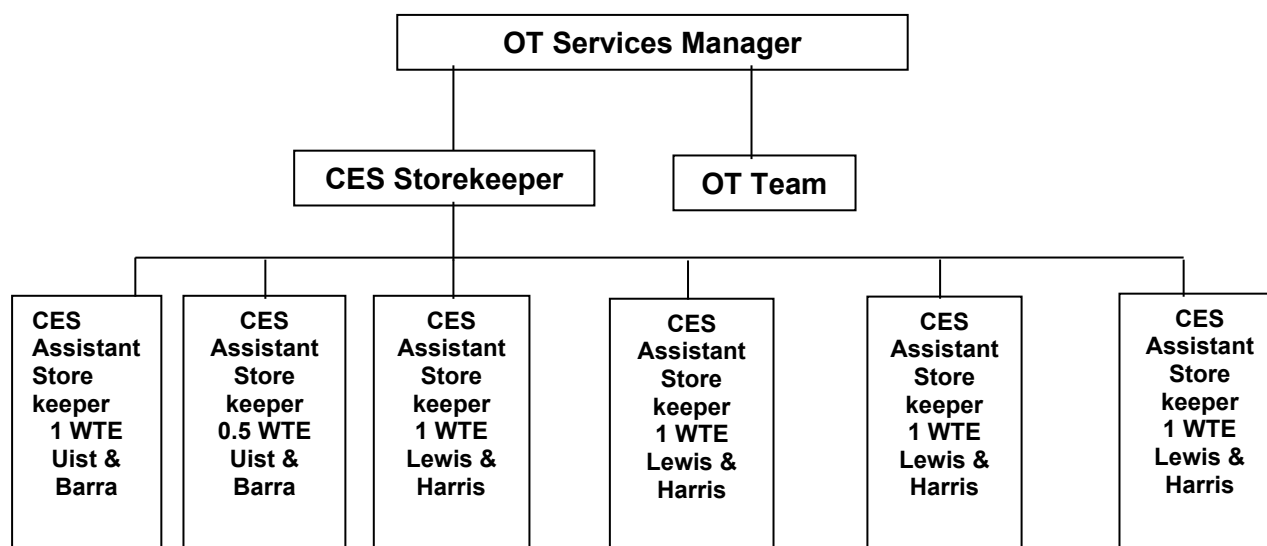 OT Services Manager
CES Storekeeper
OT Team
CES
Assistant
Store
keeper
1 WTE
Uist &
Barra
CES
Assistant
Store
keeper
0.5 WTE
Uist &
Barra
CES
Assistant
Store
keeper
1 WTE
Lewis &
Harris
CES
Assistant
Store
keeper
1 WTE
Lewis &
Harris
CES
Assistant
Store
keeper
1 WTE
Lewis &
Harris
CES
Assistant
Store
keeper
1 WTE
Lewis &
Harris